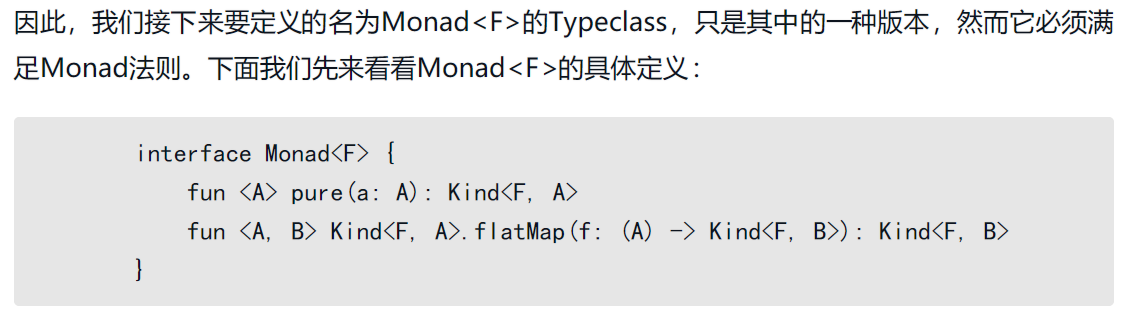 因此，我们接下来要定义的名为Monad<F>的Typeclass，只是其中的一种版本，然而它必须满
足Monad法则。下面我们先来看看Monad<F>的具体定义：
interface Monad<F> {
    fun <A> pure(a: A): Kind<F, A>
    fun <A, B> Kind<F, A>.flatMap(f: (A) -> Kind<F, B>): Kind<F, B>
}